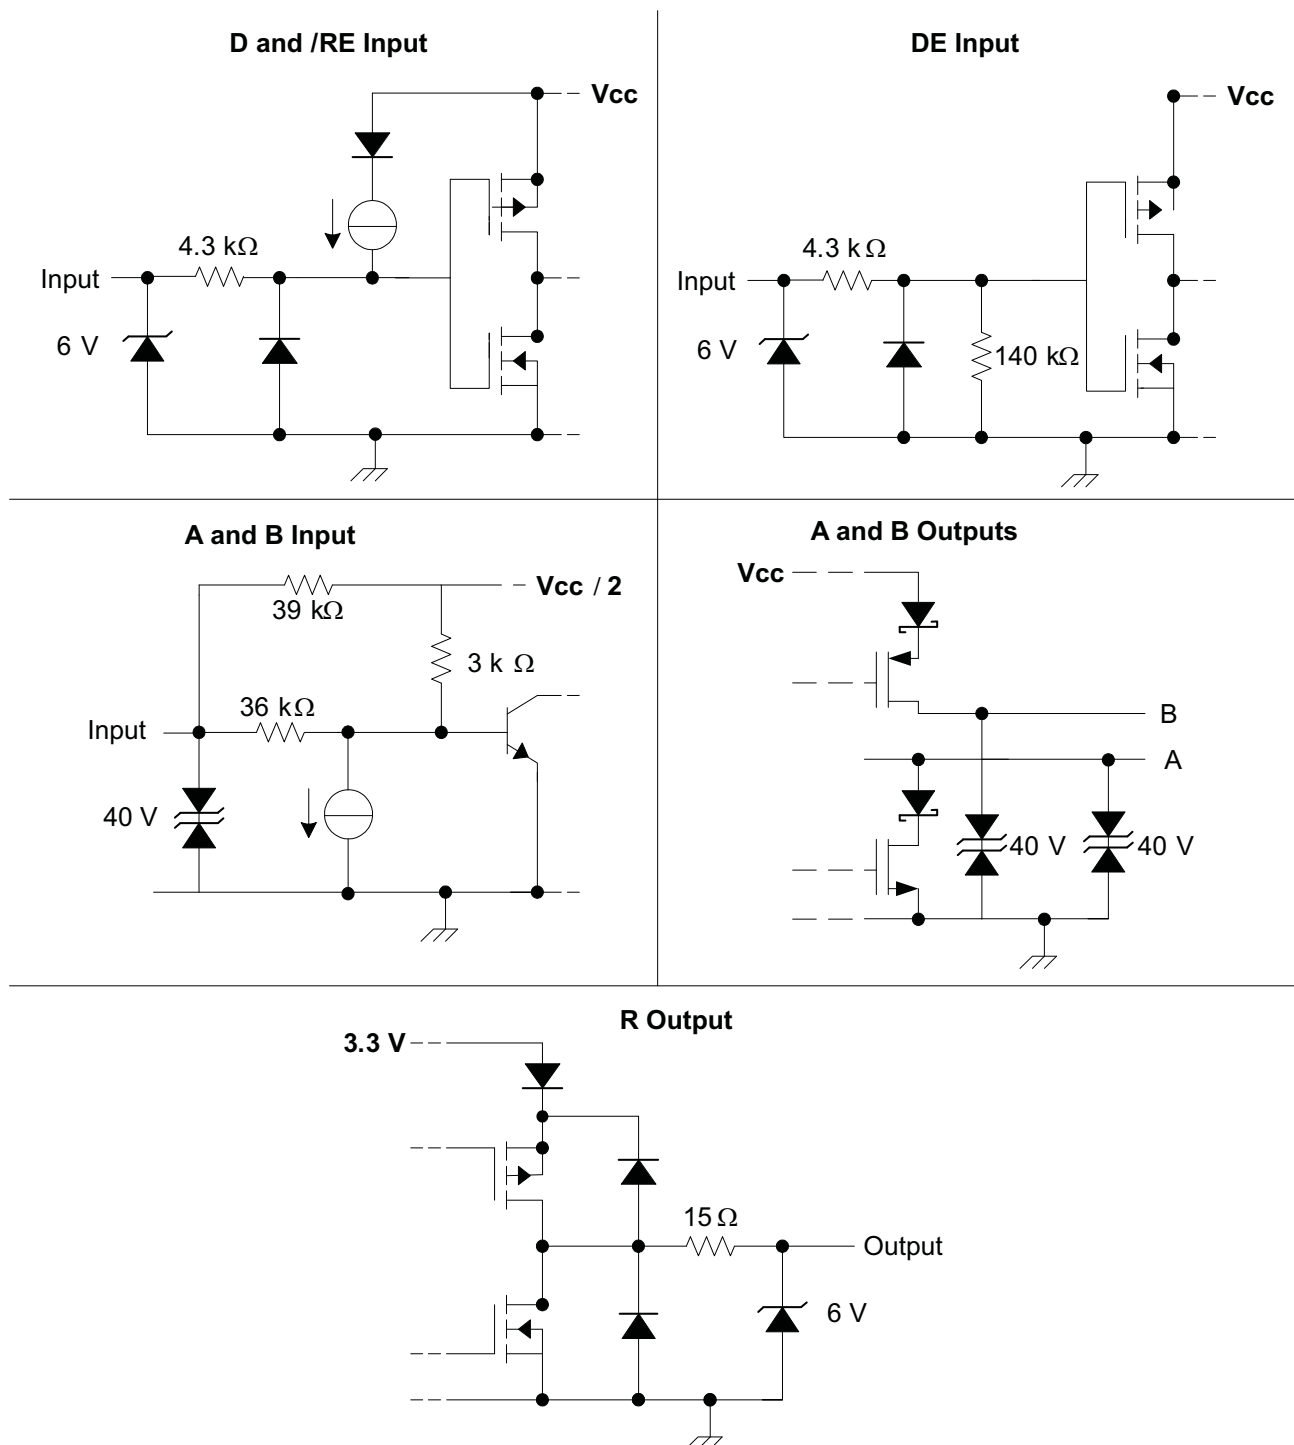 D and /RE Input
Vcc
4.3 kΩ
Input
6 V
DE Input
Vcc
4.3 k Ω
Input
6 V
140 kΩ
A and B Input
Vcc / 2
39 kΩ
3 k Ω
36 kΩ
Input
40 V
A and B Outputs
Vcc
B
A
40 V
40 V
R Output
3.3 V
15 Ω
Output
6 V